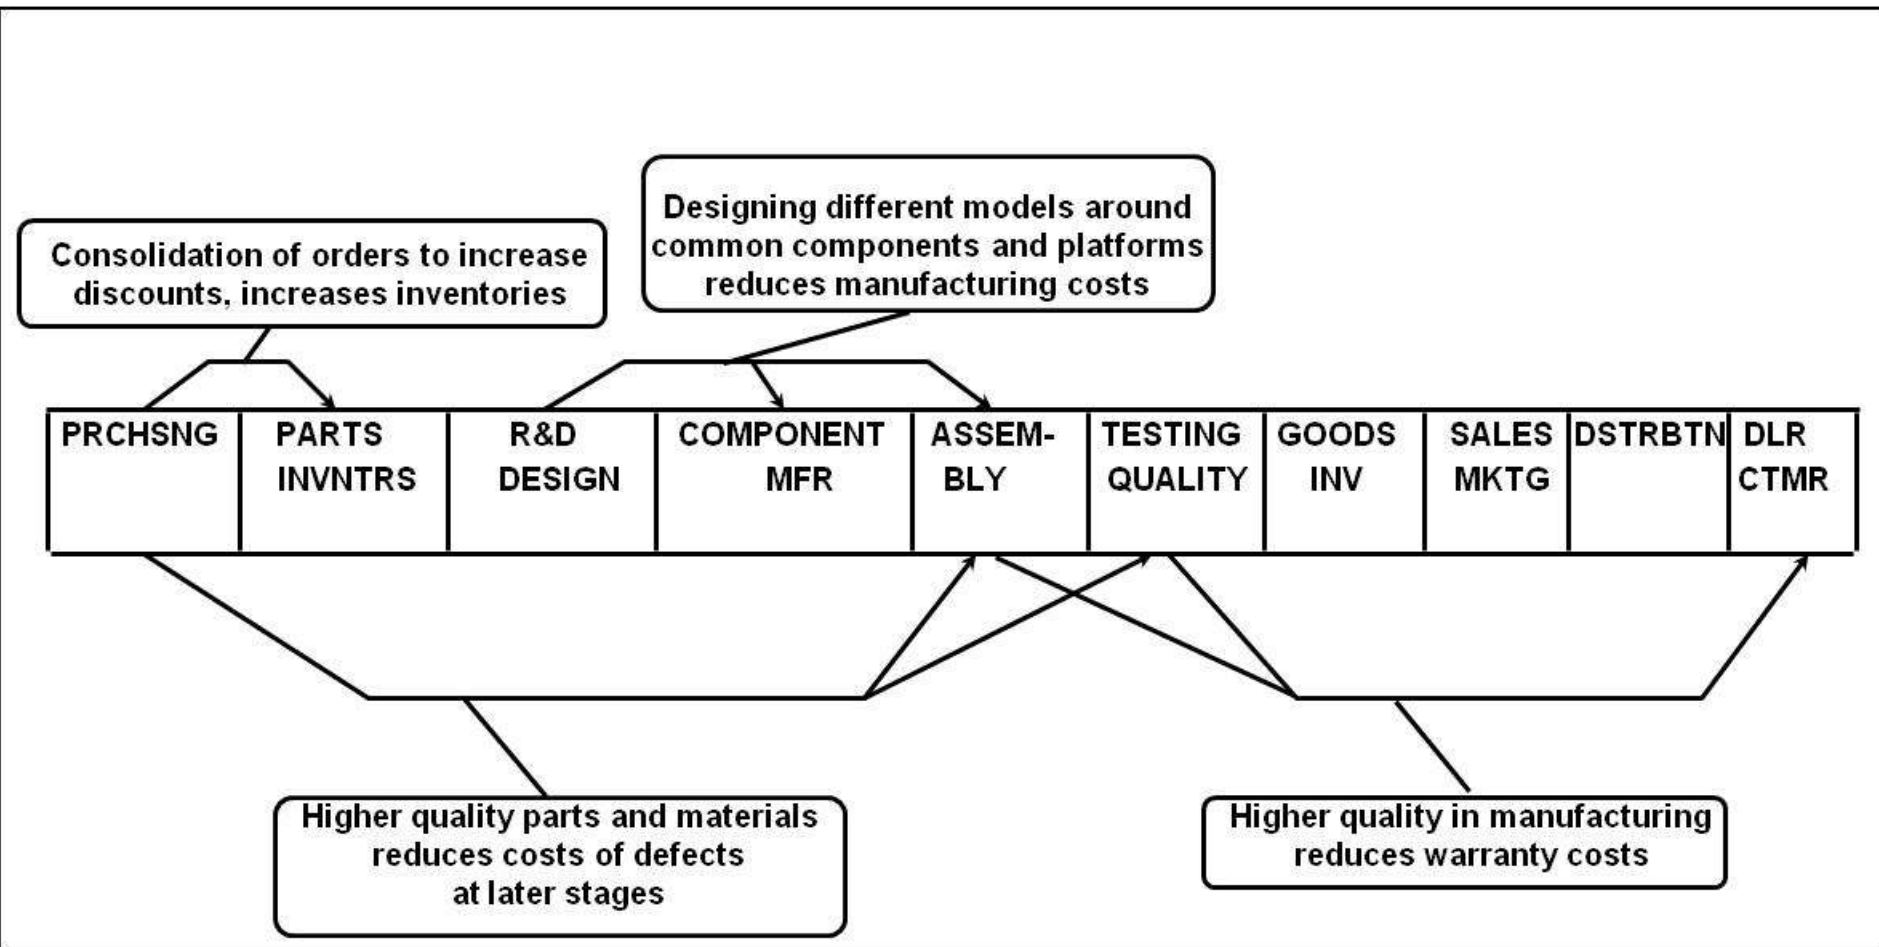 Consolidation of orders to increase
discounts, increases inventories
Designing different models around
common components and platforms
reduces manufacturing costs
PRCHSNG
PARTS
INVNTRS
R&D
DESIGN
COMPONENT
MFR
ASSEM-
BLY
TESTING
QUALITY
GOODS
INV
SALES
MKTG
DSTRBTN
DLR
CTMR
Higher quality parts and materials
reduces costs of defects
at later stages
Higher quality in manufacturing
reduces warranty costs